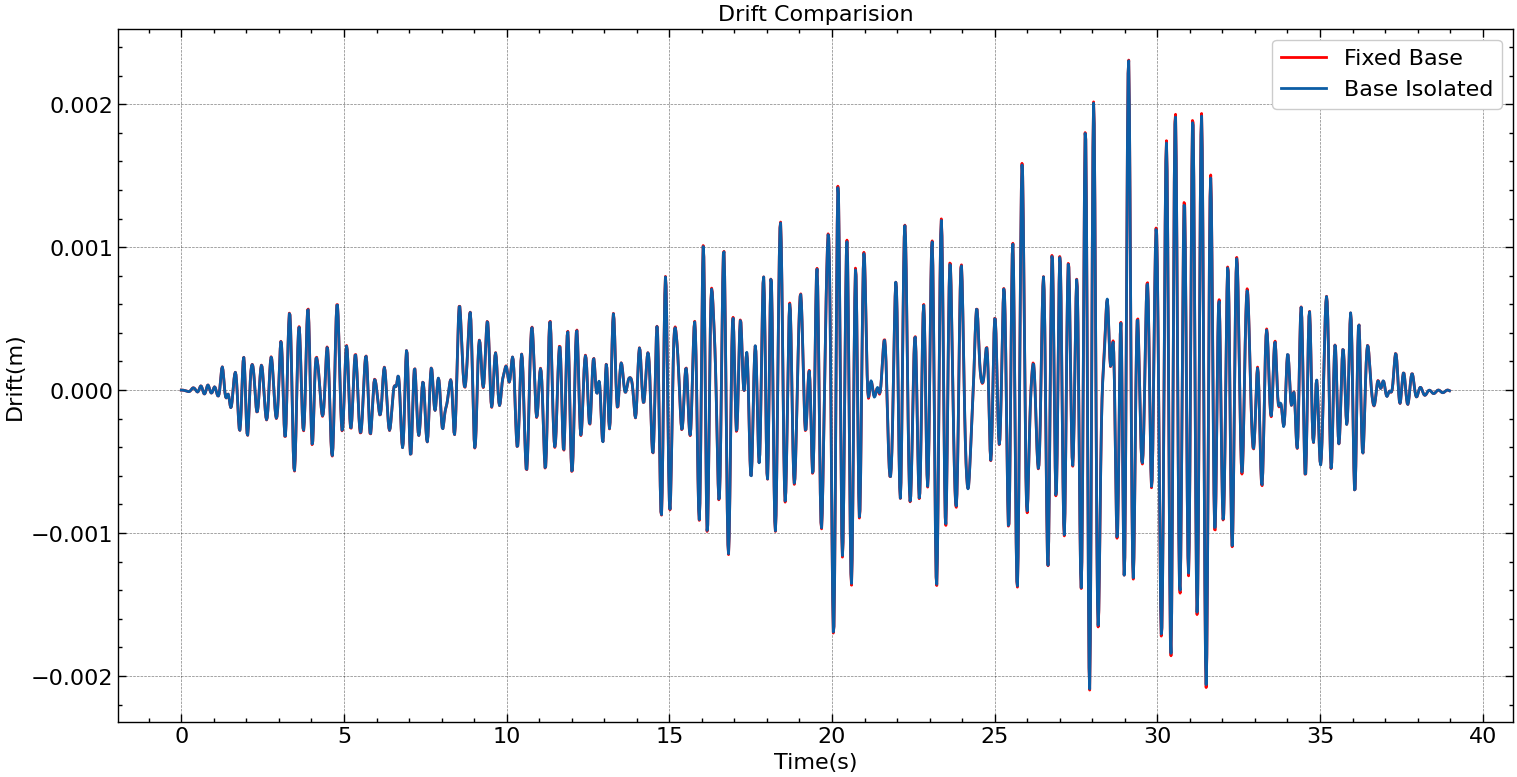 Drift Comparision
Fixed Base
Base Isolated
0.002
0.001
0.000
−0.001
−0.002
Drift(m)
0 5 10 15 20 25 30 35 40
Time(s)